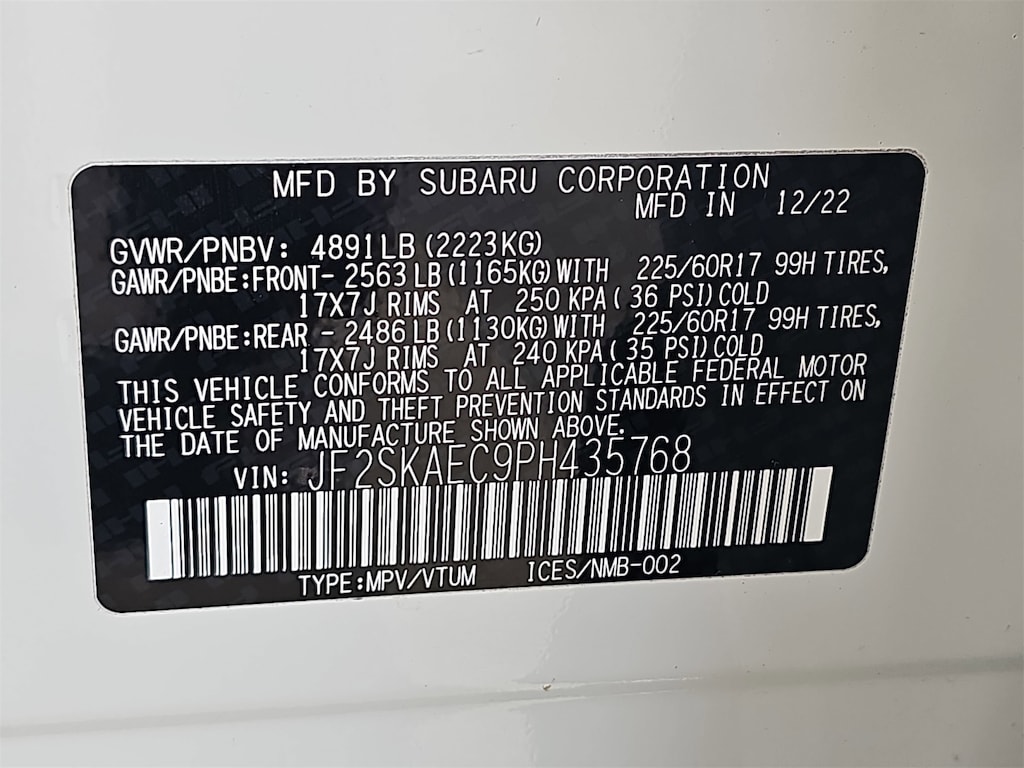 MFD BY SUBARU CORPORATION
MFD IN 12/22
GVWR/PNBV: 4891LB (2223KG)
GAWR/PNBE:FRONT- 2563 LB (1165KG) WITH 225/60R17 99H TIRES,
17X7J RIMS AT 250 KPA ( 36 PSI) COLD
GAWR/PNBE:REAR - 2486 LB (1130KG) WITH 225/60R17 99H TIRES,
17X7J RIMS AT 240 KPA ( 35 PSI) COLD
THIS VEHICLE CONFORMS TO ALL APPLICABLE FEDERAL MOTOR
VEHICLE SAFETY AND THEFT PREVENTION STANDARDS IN EFFECT ON
THE DATE OF MANUFACTURE SHOWN ABOVE.
VIN: JF2SKAEC9PH435768
TYPE:MPV/VTUM ICES/NMB-002